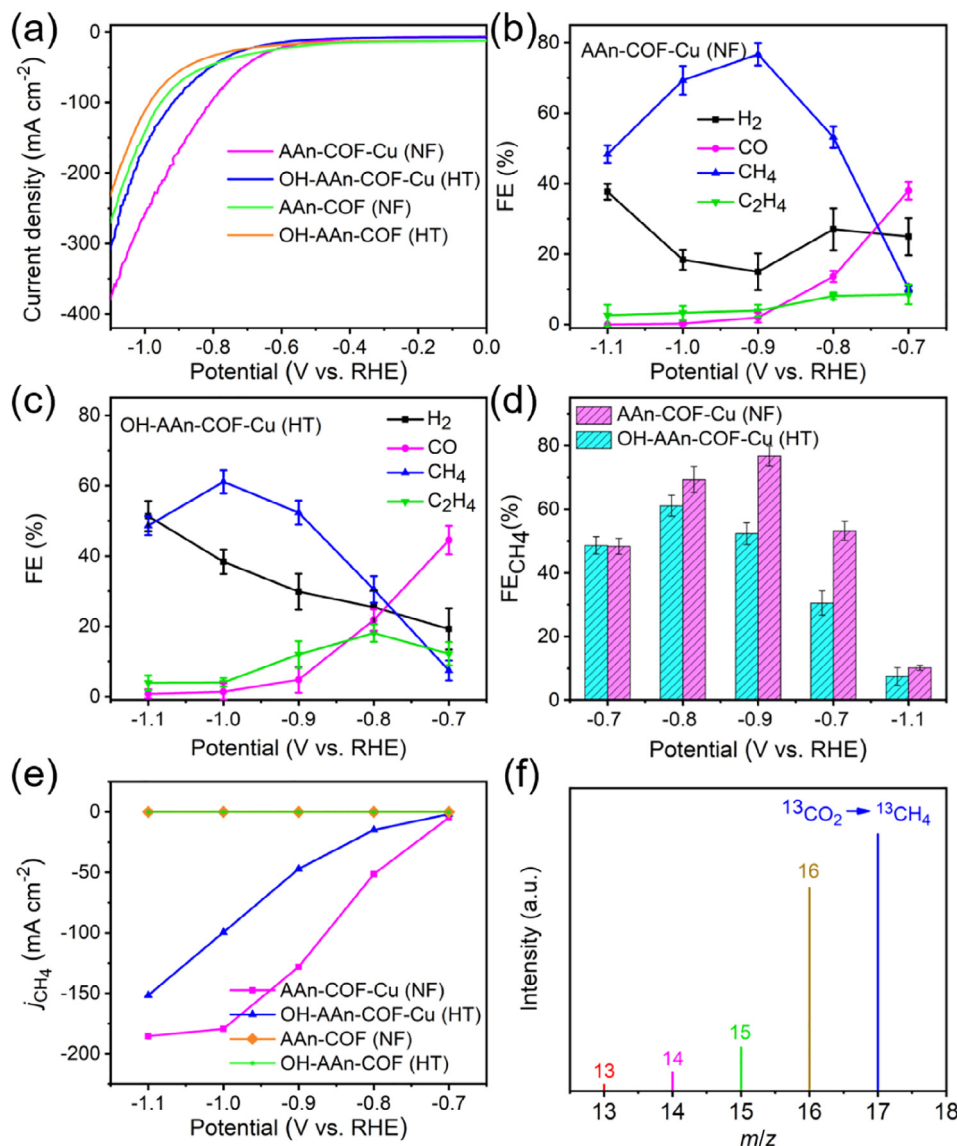 (a)
Current density (mA cm⁻²)
0
-100
-200
-300
-400
AAn-COF-Cu (NF)
OH-AAn-COF-Cu (HT)
AAn-COF (NF)
OH-AAn-COF (HT)
-1.0 -0.8 -0.6 -0.4 -0.2 0.0
Potential (V vs. RHE)
(b)
FE (%)
80
60
40
20
0
AAn-COF-Cu (NF)
H₂
CO
CH₄
C₂H₄
-1.1 -1.0 -0.9 -0.8 -0.7
Potential (V vs. RHE)
(c)
FE (%)
80
60
40
20
0
OH-AAn-COF-Cu (HT)
H₂
CO
CH₄
C₂H₄
-1.1 -1.0 -0.9 -0.8 -0.7
Potential (V vs. RHE)
(d)
FE_CH₄(%)
80
60
40
20
0
AAn-COF-Cu (NF)
OH-AAn-COF-Cu (HT)
-0.7 -0.8 -0.9 -0.7 -1.1
Potential (V vs. RHE)
(e)
j_CH₄ (mA cm⁻²)
0
-50
-100
-150
-200
AAn-COF-Cu (NF)
OH-AAn-COF-Cu (HT)
AAn-COF (NF)
OH-AAn-COF (HT)
-1.1 -1.0 -0.9 -0.8 -0.7
Potential (V vs. RHE)
(f)
Intensity (a.u.)
¹³CO₂ → ¹³CH₄
16
15
14
13
13 14 15 16 17 18
m/z